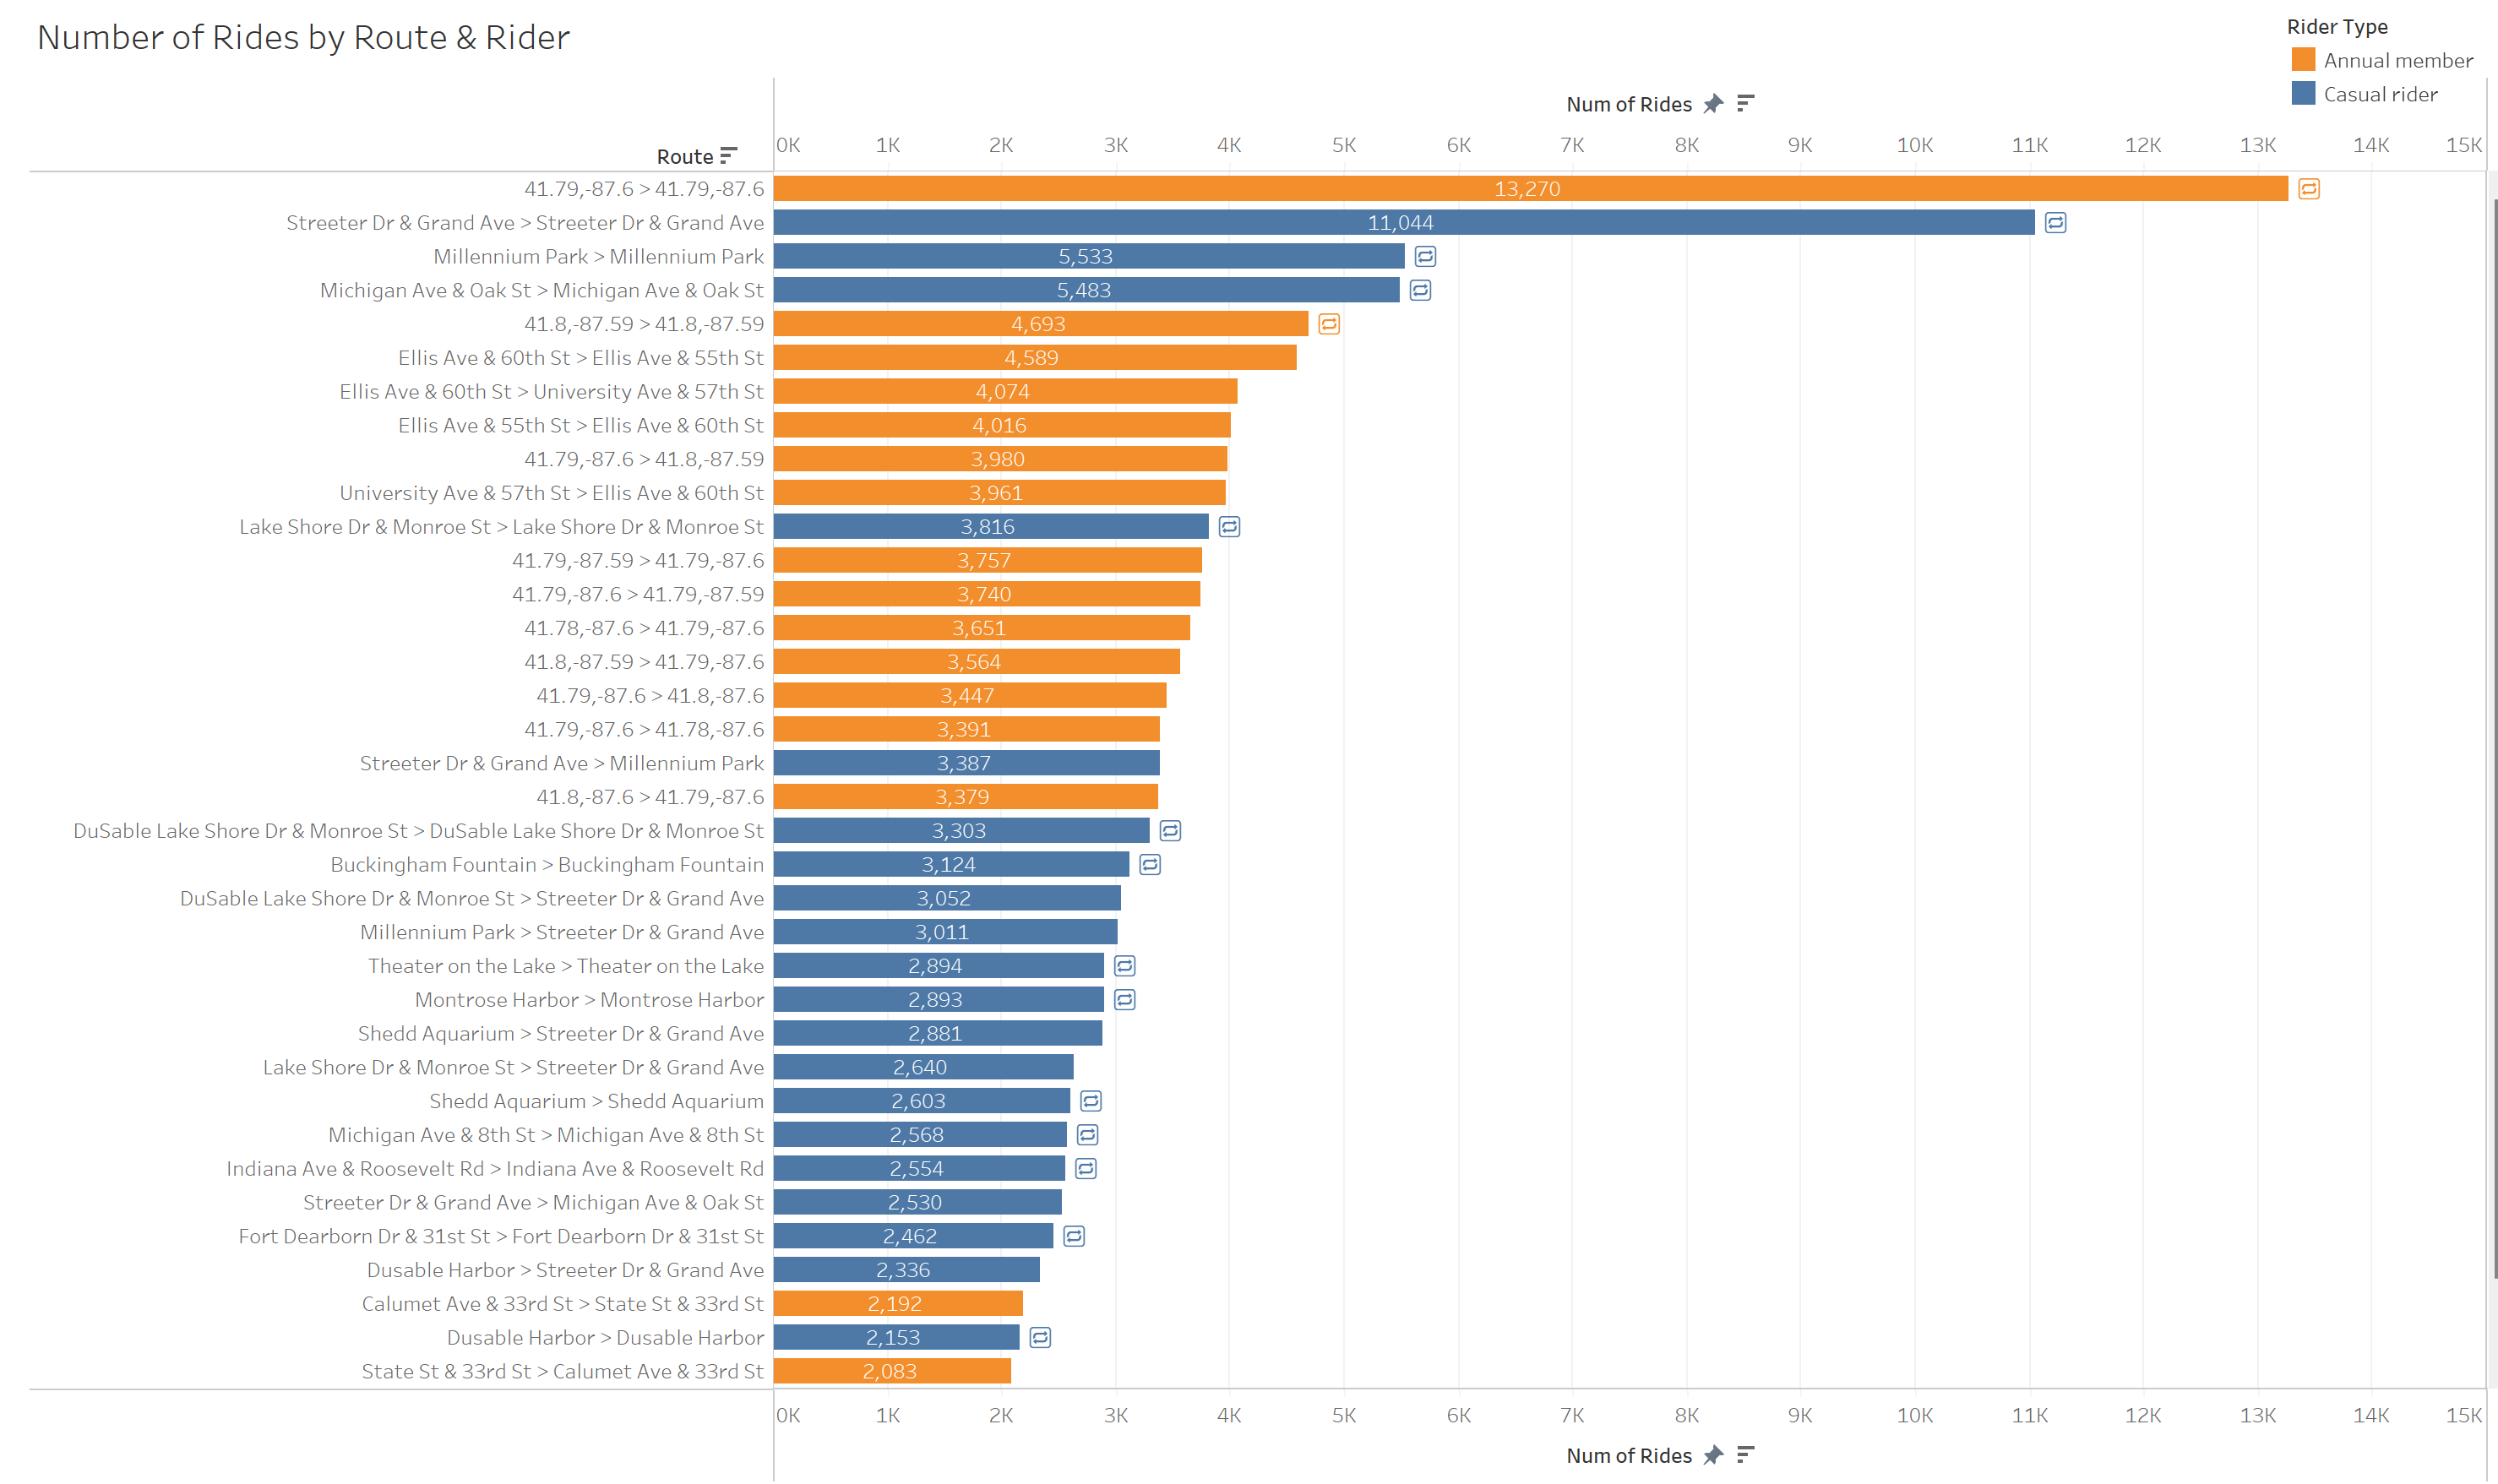 Number of Rides by Route & Rider
Rider Type
Annual member
Casual rider
Num of Rides
Route
0K 1K 2K 3K 4K 5K 6K 7K 8K 9K 10K 11K 12K 13K 14K 15K
41.79,-87.6 > 41.79,-87.6 13,270
Streeter Dr & Grand Ave > Streeter Dr & Grand Ave 11,044
Millennium Park > Millennium Park 5,533
Michigan Ave & Oak St > Michigan Ave & Oak St 5,483
41.8,-87.59 > 41.8,-87.59 4,693
Ellis Ave & 60th St > Ellis Ave & 55th St 4,589
Ellis Ave & 60th St > University Ave & 57th St 4,074
Ellis Ave & 55th St > Ellis Ave & 60th St 4,016
41.79,-87.6 > 41.8,-87.59 3,980
University Ave & 57th St > Ellis Ave & 60th St 3,961
Lake Shore Dr & Monroe St > Lake Shore Dr & Monroe St 3,816
41.79,-87.59 > 41.79,-87.6 3,757
41.79,-87.6 > 41.79,-87.59 3,740
41.78,-87.6 > 41.79,-87.6 3,651
41.8,-87.59 > 41.79,-87.6 3,564
41.79,-87.6 > 41.8,-87.6 3,447
41.79,-87.6 > 41.78,-87.6 3,391
Streeter Dr & Grand Ave > Millennium Park 3,387
41.8,-87.6 > 41.79,-87.6 3,379
DuSable Lake Shore Dr & Monroe St > DuSable Lake Shore Dr & Monroe St 3,303
Buckingham Fountain > Buckingham Fountain 3,124
DuSable Lake Shore Dr & Monroe St > Streeter Dr & Grand Ave 3,052
Millennium Park > Streeter Dr & Grand Ave 3,011
Theater on the Lake > Theater on the Lake 2,894
Montrose Harbor > Montrose Harbor 2,893
Shedd Aquarium > Streeter Dr & Grand Ave 2,881
Lake Shore Dr & Monroe St > Streeter Dr & Grand Ave 2,640
Shedd Aquarium > Shedd Aquarium 2,603
Michigan Ave & 8th St > Michigan Ave & 8th St 2,568
Indiana Ave & Roosevelt Rd > Indiana Ave & Roosevelt Rd 2,554
Streeter Dr & Grand Ave > Michigan Ave & Oak St 2,530
Fort Dearborn Dr & 31st St > Fort Dearborn Dr & 31st St 2,462
Dusable Harbor > Streeter Dr & Grand Ave 2,336
Calumet Ave & 33rd St > State St & 33rd St 2,192
Dusable Harbor > Dusable Harbor 2,153
State St & 33rd St > Calumet Ave & 33rd St 2,083
0K 1K 2K 3K 4K 5K 6K 7K 8K 9K 10K 11K 12K 13K 14K 15K
Num of Rides